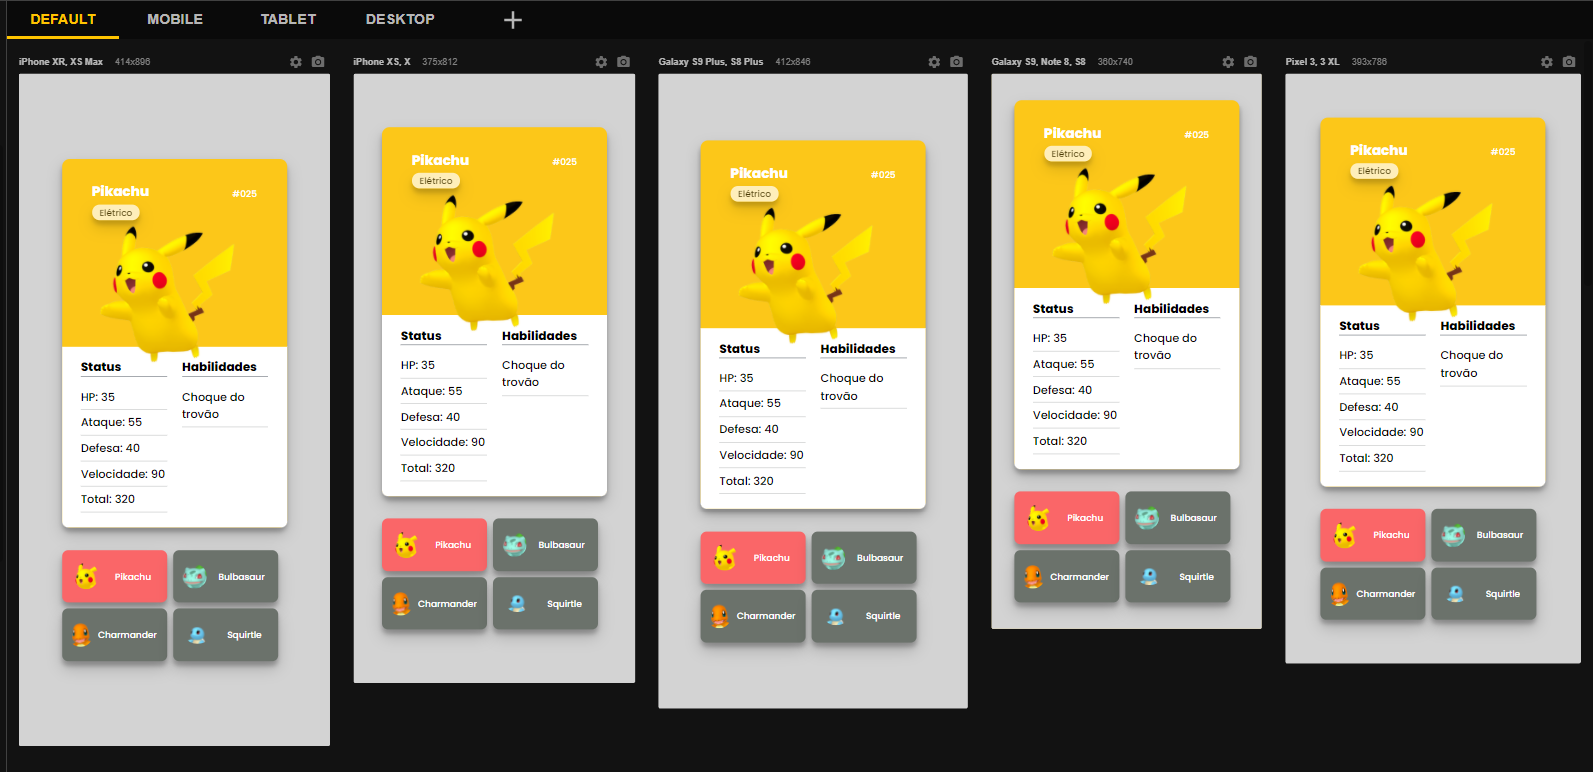 DEFAULT MOBILE TABLET DESKTOP
iPhone XR, XS Max 414x896
Pikachu
#025
Elétrico
Status Habilidades
HP: 35 Choque do
trovão
Ataque: 55
Defesa: 40
Velocidade: 90
Total: 320
Pikachu Bulbasaur
Charmander Squirtle
iPhone XS, X 375x812
Pikachu
#025
Elétrico
Status Habilidades
HP: 35 Choque do
trovão
Ataque: 55
Defesa: 40
Velocidade: 90
Total: 320
Pikachu Bulbasaur
Charmander Squirtle
Galaxy S9 Plus, S8 Plus 412x846
Pikachu
#025
Elétrico
Status Habilidades
HP: 35 Choque do
trovão
Ataque: 55
Defesa: 40
Velocidade: 90
Total: 320
Pikachu Bulbasaur
Charmander Squirtle
Galaxy S9, Note 8, S8 360x740
Pikachu
#025
Elétrico
Status Habilidades
HP: 35 Choque do
trovão
Ataque: 55
Defesa: 40
Velocidade: 90
Total: 320
Pikachu Bulbasaur
Charmander Squirtle
Pixel 3, 3 XL 393x786
Pikachu
#025
Elétrico
Status Habilidades
HP: 35 Choque do
trovão
Ataque: 55
Defesa: 40
Velocidade: 90
Total: 320
Pikachu Bulbasaur
Charmander Squirtle